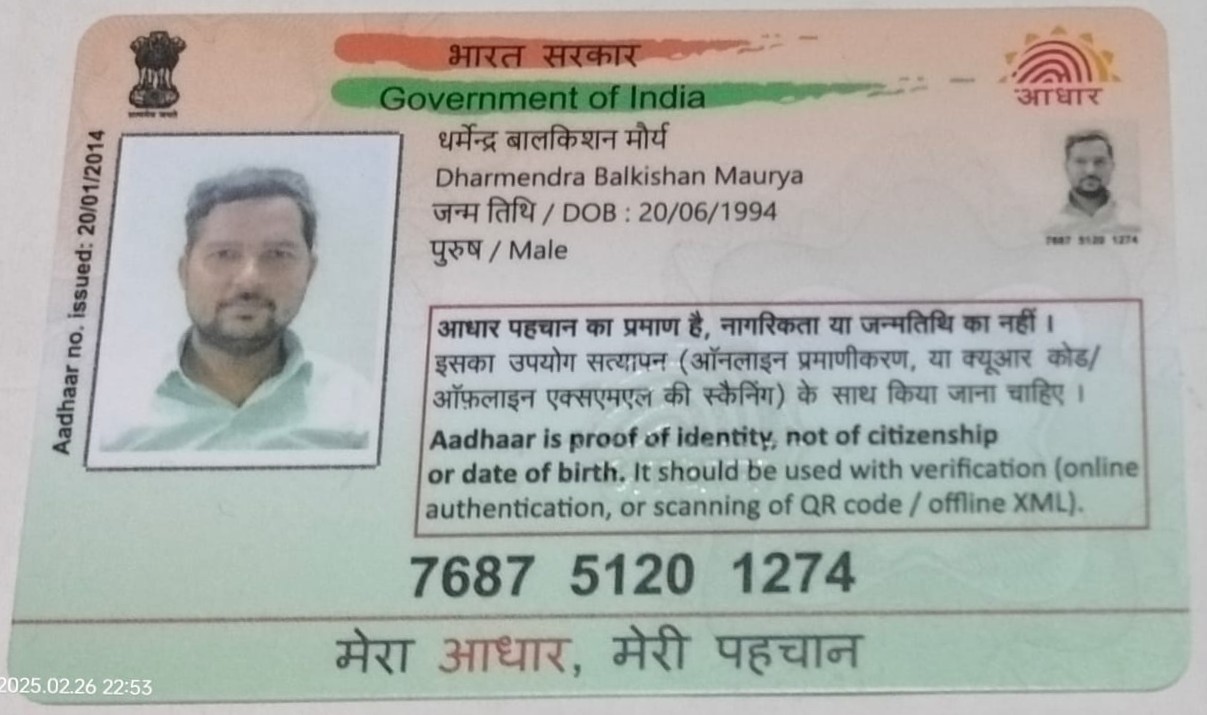 भारत सरकार
Government of India
आधार
Aadhaar no. issued: 20/01/2014
धर्मेन्द्र बालकिशन मौर्य
Dharmendra Balkishan Maurya
जन्म तिथि / DOB : 20/06/1994
पुरुष / Male
7687 5120 1274
आधार पहचान का प्रमाण है, नागरिकता या जन्मतिथि का नहीं ।
इसका उपयोग सत्यापन (ऑनलाइन प्रमाणीकरण, या क्यूआर कोड/
ऑफ़लाइन एक्सएमएल की स्कैनिंग) के साथ किया जाना चाहिए ।
Aadhaar is proof of identity, not of citizenship
or date of birth. It should be used with verification (online
authentication, or scanning of QR code / offline XML).
7687 5120 1274
मेरा आधार, मेरी पहचान
2025.02.26 22:53